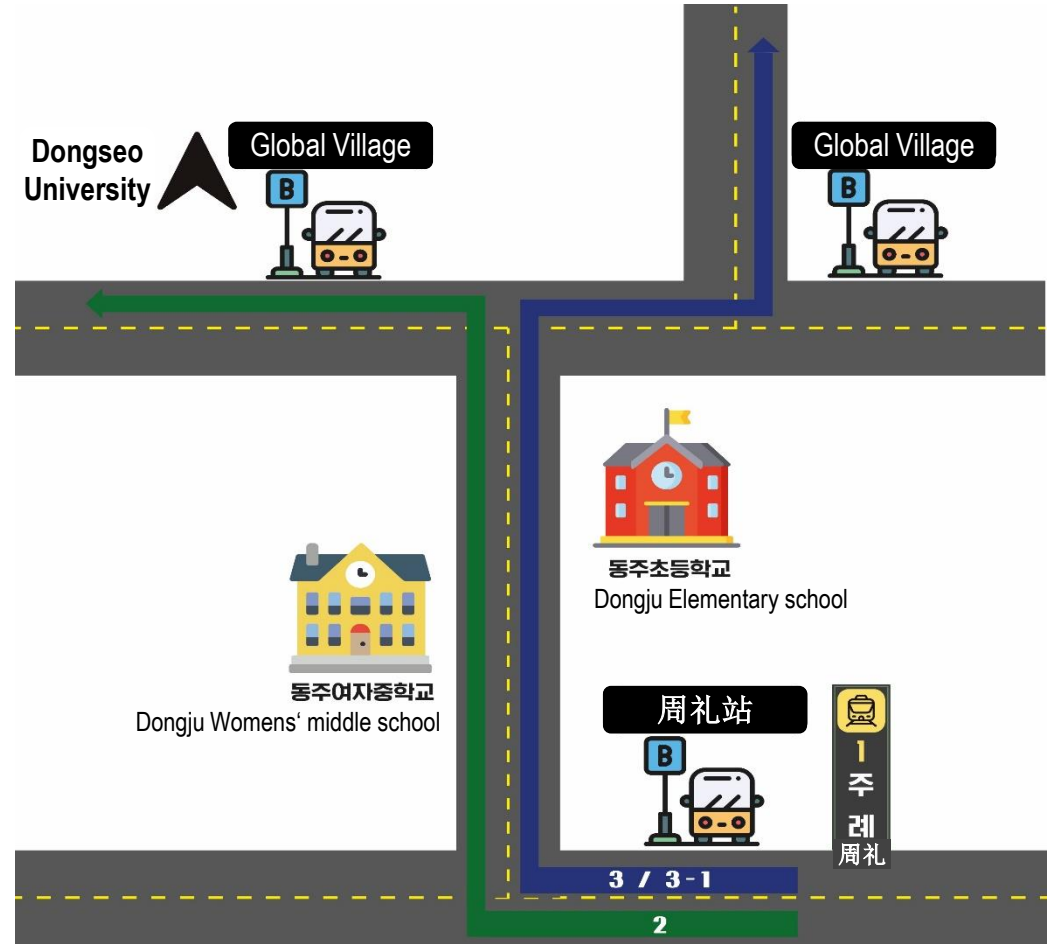 Dongseo
University
Global Village
B
Global Village
B
동주초등학교
Dongju Elementary school
동주여자중학교
Dongju Womens‘ middle school
周礼站
B
1
주
례
周礼
3 / 3-1
2